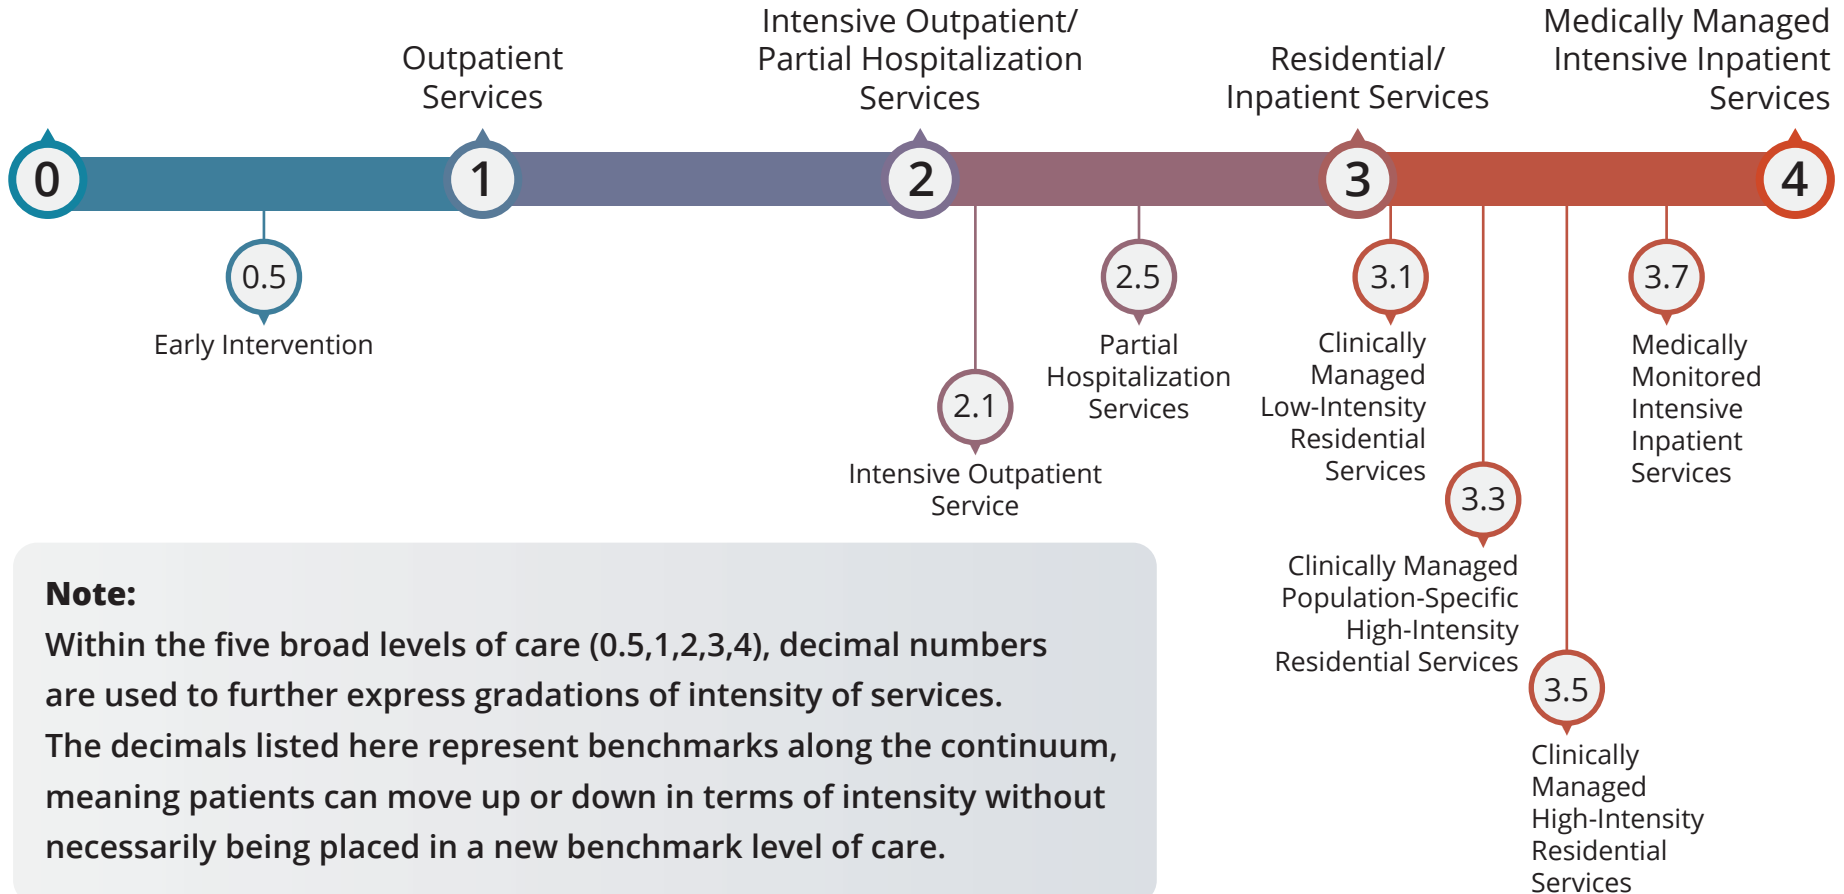 Outpatient
Services
Intensive Outpatient/
Partial Hospitalization
Services
Residential/
Inpatient Services
Medically Managed
Intensive Inpatient
Services
0
1
2
3
4
0.5
Early Intervention
2.1
Intensive Outpatient
Service
2.5
Partial
Hospitalization
Services
3.1
Clinically
Managed
Low-Intensity
Residential
Services
3.3
Clinically Managed
Population-Specific
High-Intensity
Residential Services
3.5
Clinically
Managed
High-Intensity
Residential
Services
3.7
Medically
Monitored
Intensive
Inpatient
Services
Note:
Within the five broad levels of care (0.5,1,2,3,4), decimal numbers
are used to further express gradations of intensity of services.
The decimals listed here represent benchmarks along the continuum,
meaning patients can move up or down in terms of intensity without
necessarily being placed in a new benchmark level of care.